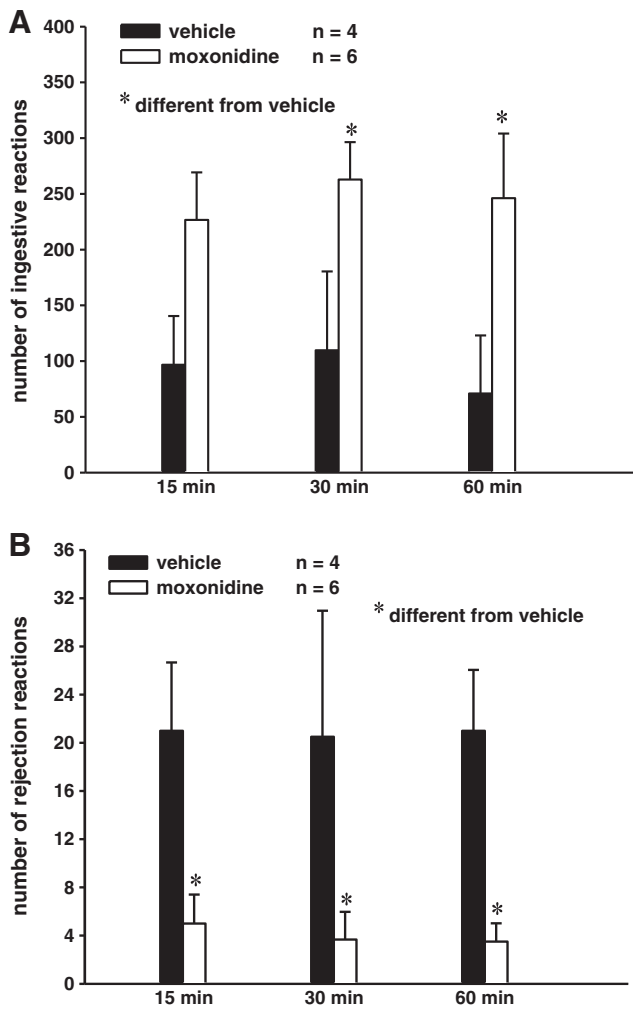 A
number of ingestive reactions
400
350
300
250
200
150
100
50
0
vehicle n = 4
moxonidine n = 6
* different from vehicle
*
*
15 min 30 min 60 min
B
number of rejection reactions
36
32
28
24
20
16
12
8
4
0
vehicle n = 4
moxonidine n = 6
* different from vehicle
*
*
*
15 min 30 min 60 min